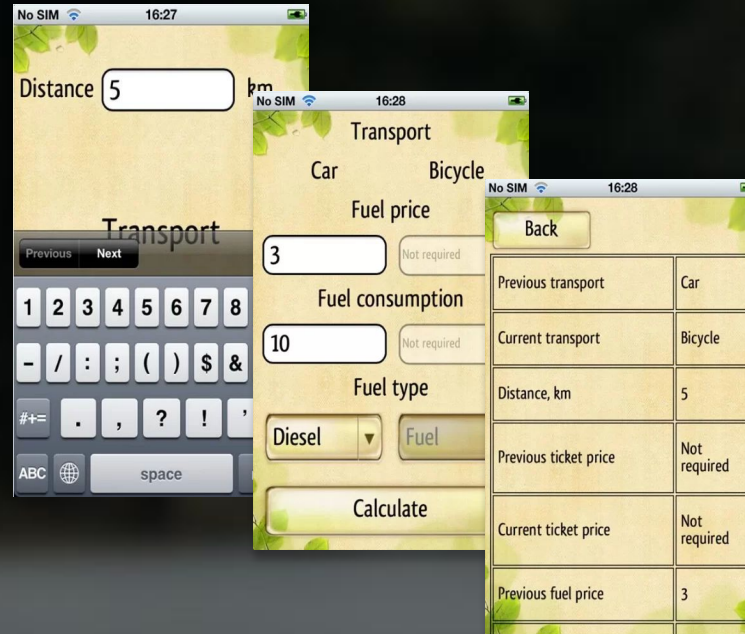 No SIM 16:27
Distance 5 km
Transport
Previous Next
1 2 3 4 5 6 7 8
- / : ; ( ) $ &
#+= . , ? ! '
ABC space
No SIM 16:28
Transport
Car Bicycle
Fuel price
3 Not required
Fuel consumption
10 Not required
Fuel type
Diesel Fuel
Calculate
No SIM 16:28
Back
Previous transport Car
Current transport Bicycle
Distance, km 5
Previous ticket price Not required
Current ticket price Not required
Previous fuel price 3